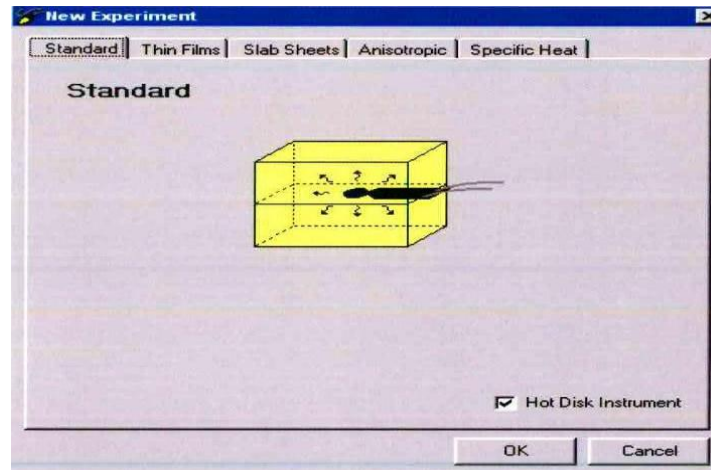 New Experiment
Standard Thin Films Slab Sheets Anisotropic Specific Heat
Standard
Hot Disk Instrument
OK Cancel